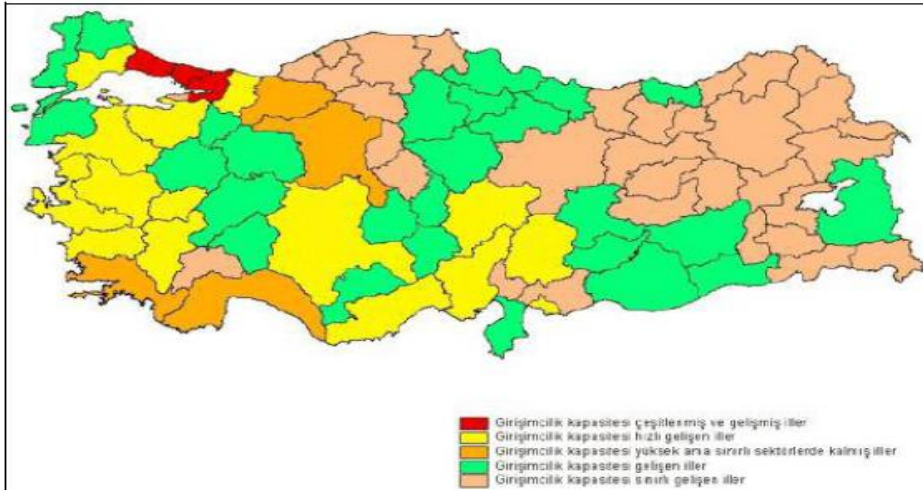 Girişimcilik kapasitesi çeşitlenmiş ve gelişmiş iller
Girişimcilik kapasitesi hızlı gelişen iller
Girişimcilik kapasitesi yüksek ama sınırlı sektörlerde kalmış iller
Girişimcilik kapasitesi gelişen iller
Girişimcilik kapasitesi sınırlı gelişen iller